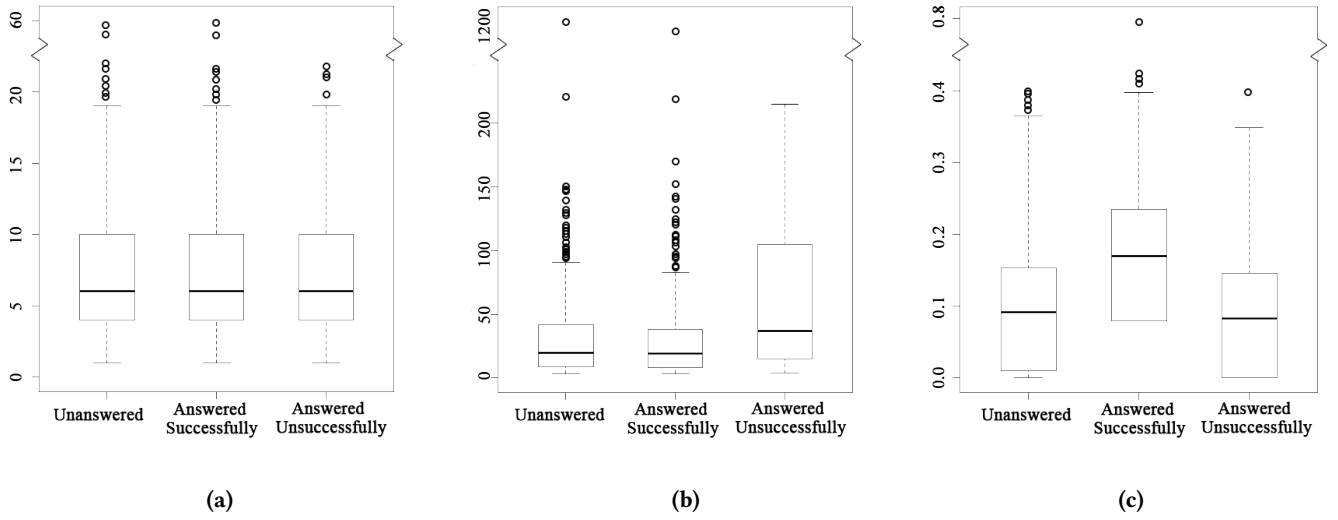 60
20
15
10
5
0
Unanswered
Answered
Successfully
Answered
Unsuccessfully
(a)
1200
200
150
100
50
0
Unanswered
Answered
Successfully
Answered
Unsuccessfully
(b)
0.8
0.4
0.3
0.2
0.1
0.0
Unanswered
Answered
Successfully
Answered
Unsuccessfully
(c)